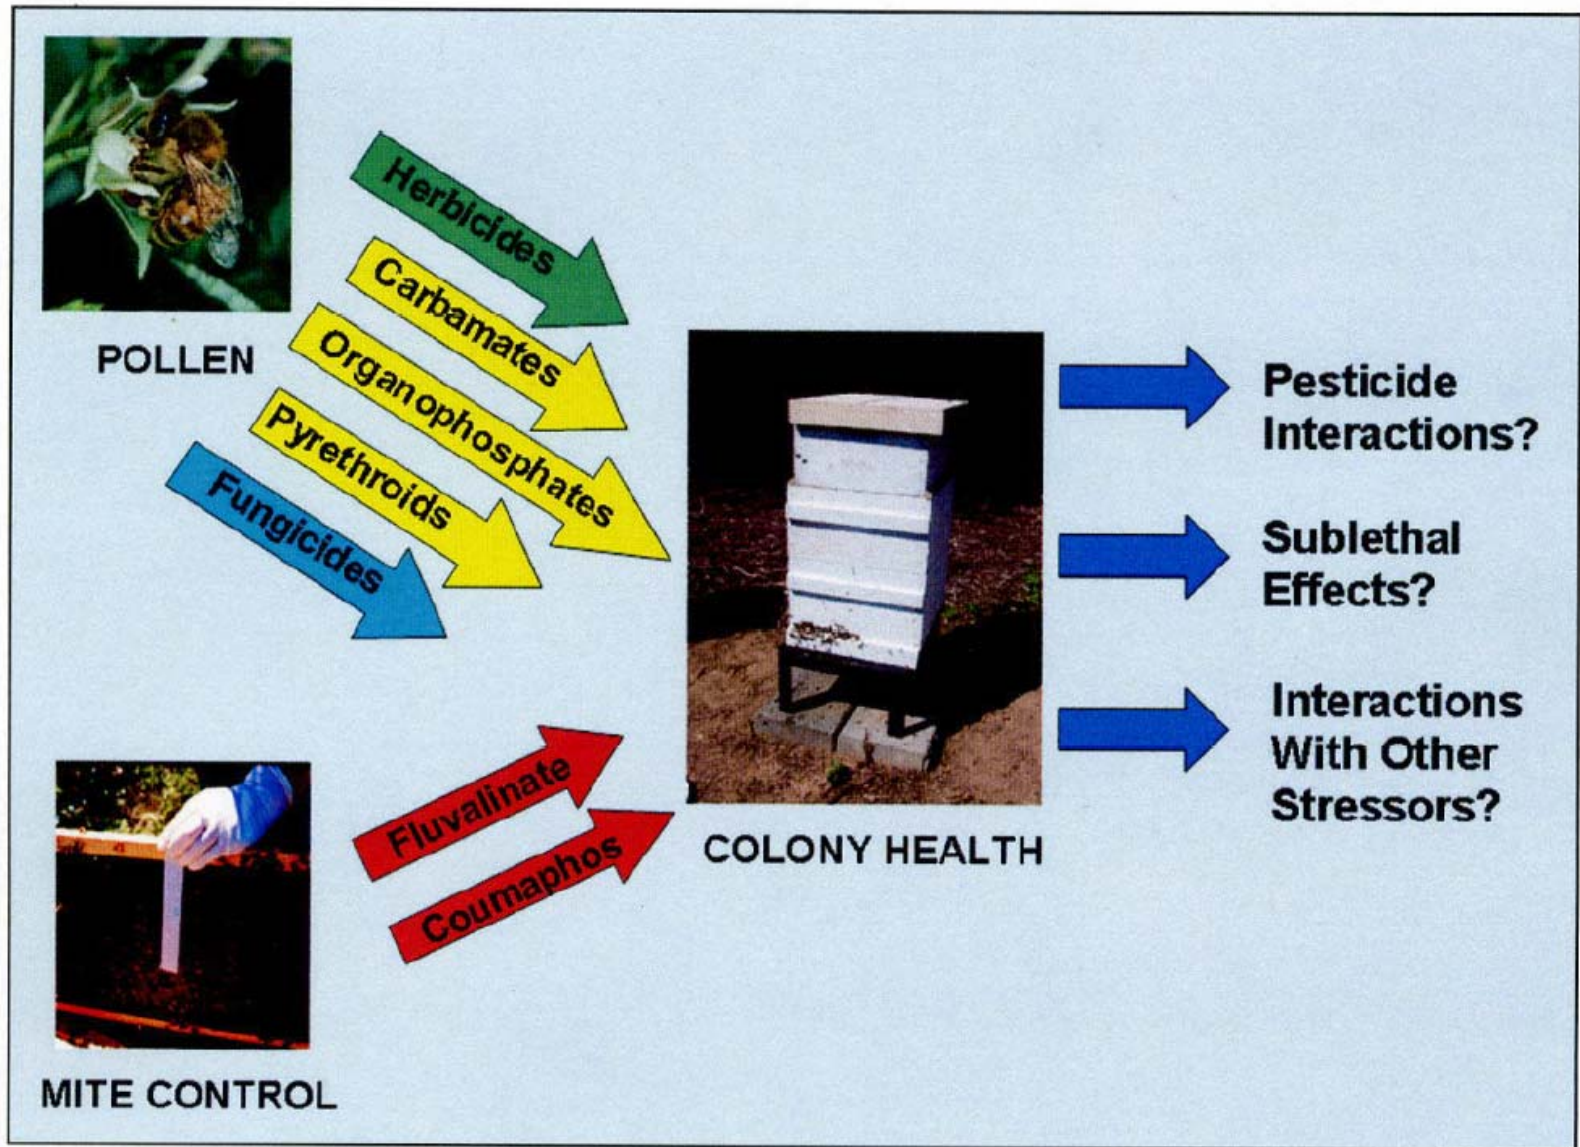 POLLEN
Herbicides
Carbamates
Organophosphates
Pyrethroids
Fungicides
MITE CONTROL
Fluvalinate
Coumaphos
COLONY HEALTH
Pesticide
Interactions?
Sublethal
Effects?
Interactions
With Other
Stressors?